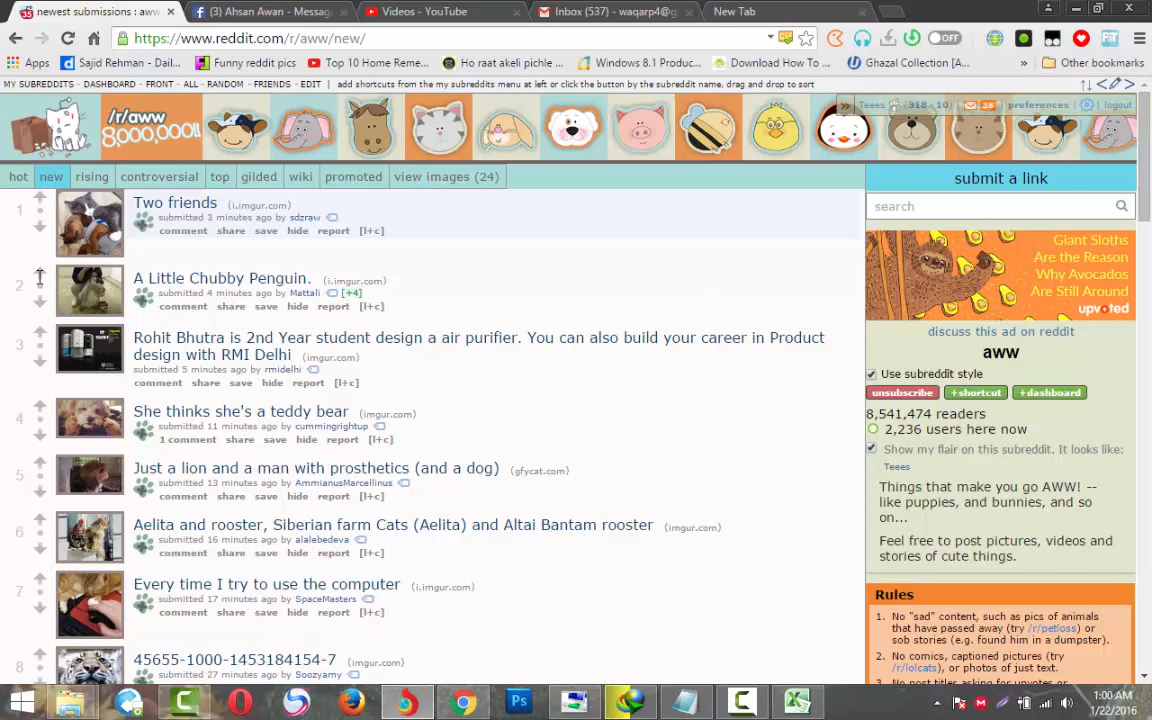 newest submissions : aw
(3) Ahsan Awan - Messag
Videos - YouTube
Inbox (537) - waqarp4@g
New Tab
https://www.reddit.com/r/aww/new/
OFF
Apps
Sajid Rehman - Dail...
Funny reddit pics
Top 10 Home Reme...
Ho raat akeli pichle ...
Windows 8.1 Produc...
Download How To ...
Ghazal Collection [A...
»
Other bookmarks
MY SUBREDDITS - DASHBOARD - FRONT - ALL - RANDOM - FRIENDS - EDIT
add shortcuts from the my subreddits menu at left or click the button by the subreddit name, drag and drop to sort
/r/aww
8,000,000!!
Teees (318 · 10) 35 preferences logout
hot new rising controversial top gilded wiki promoted view images (24)
1
Two friends (i.imgur.com)
submitted 3 minutes ago by sdzraw
comment share save hide report [l+c]
2
A Little Chubby Penguin. (i.imgur.com)
submitted 4 minutes ago by Mattali [+4]
comment share save hide report [l+c]
3
Rohit Bhutra is 2nd Year student design a air purifier. You can also build your career in Product
design with RMI Delhi (imgur.com)
submitted 5 minutes ago by rmidelhi
comment share save hide report [l+c]
4
She thinks she's a teddy bear (imgur.com)
submitted 11 minutes ago by cummingrightup
1 comment share save hide report [l+c]
5
Just a lion and a man with prosthetics (and a dog) (gfycat.com)
submitted 13 minutes ago by AmmianusMarcellinus
comment share save hide report [l+c]
6
Aelita and rooster, Siberian farm Cats (Aelita) and Altai Bantam rooster (imgur.com)
submitted 16 minutes ago by alalebedeva
comment share save hide report [l+c]
7
Every time I try to use the computer (i.imgur.com)
submitted 17 minutes ago by SpaceMasters
comment share save hide report [l+c]
8
45655-1000-1453184154-7 (imgur.com)
submitted 27 minutes ago by Soozyamy
submit a link
search
Giant Sloths
Are the Reason
Why Avocados
Are Still Around
upvoted
discuss this ad on reddit
aww
Use subreddit style
unsubscribe +shortcut +dashboard
8,541,474 readers
2,236 users here now
Show my flair on this subreddit. It looks like:
Teees
Things that make you go AWW! --
like puppies, and bunnies, and so
on...
Feel free to post pictures, videos and
stories of cute things.
Rules
1. No "sad" content, such as pics of animals
that have passed away (try /r/petloss) or
sob stories (e.g. found him in a dumpster).
2. No comics, captioned pictures (try
/r/lolcats), or photos of just text.
3. No post titles asking for upvotes or
1:00 AM
1/22/2016